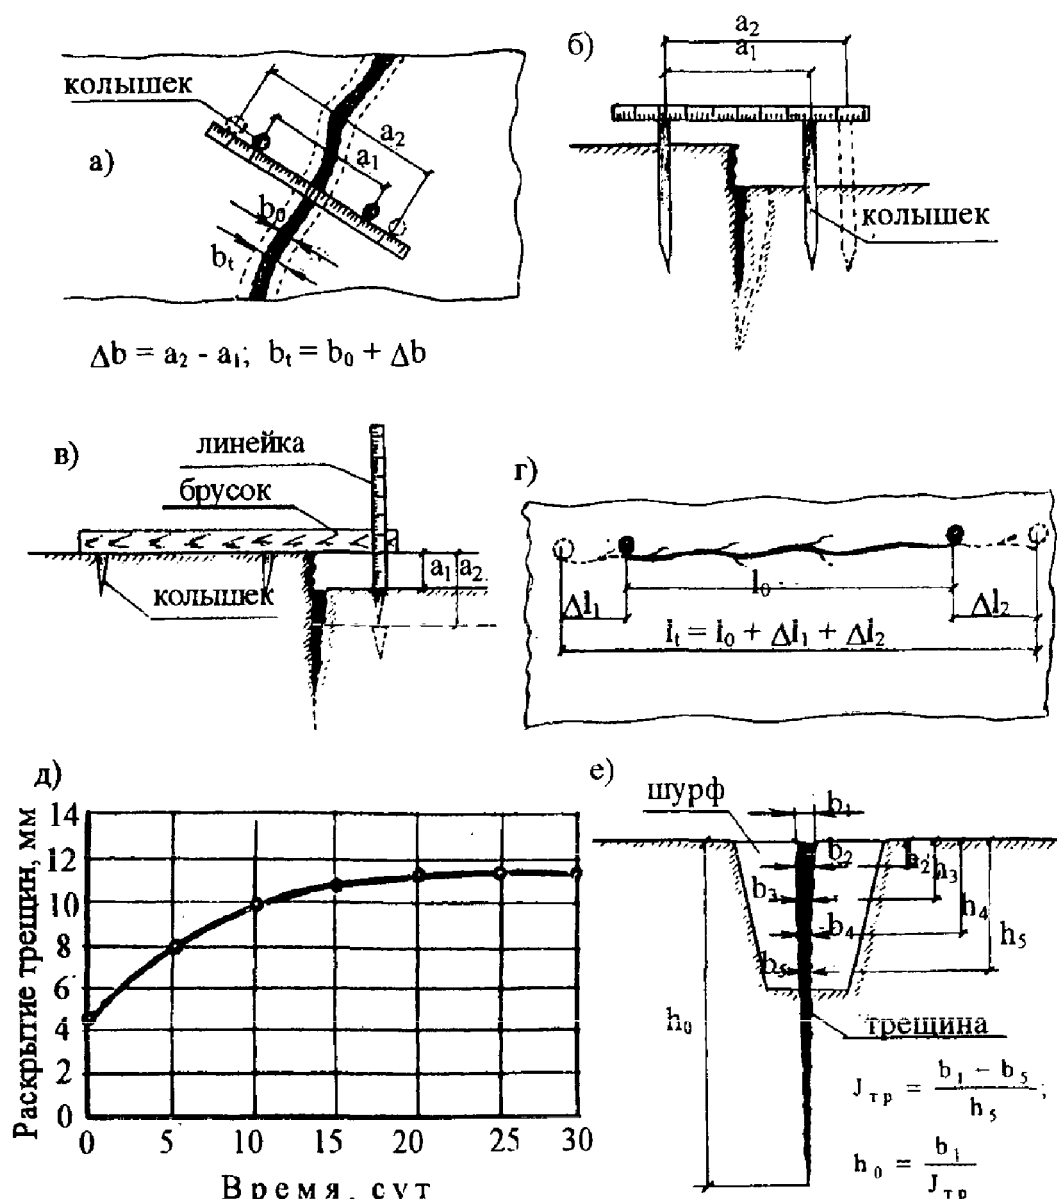 а)
колышек
a₂
a₁
b₀
bₜ
Δb = a₂ - a₁; bₜ = b₀ + Δb
б)
a₂
a₁
колышек
в)
линейка
брусок
колышек
a₁ a₂
г)
l₀
Δl₁
Δl₂
lₜ = l₀ + Δl₁ + Δl₂
д)
Раскрытие трещин, мм
14
12
10
8
6
4
2
0
0 5 10 15 20 25 30
Время, сут
е)
шурф
b₁
b₂
b₃
b₄
b₅
h₂
h₃
h₄
h₅
h₀
трещина
Jтр = (b₁ − b₅) / h₅;
h₀ = b₁ / Jтр